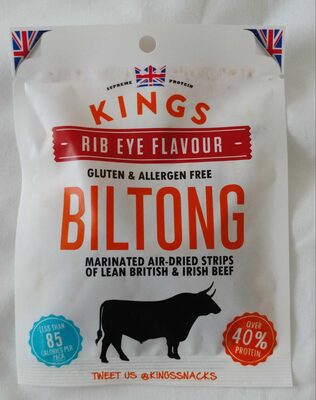 SUPREME PROTEIN
KINGS
- RIB EYE FLAVOUR -
GLUTEN & ALLERGEN FREE
BILTONG
MARINATED AIR-DRIED STRIPS
OF LEAN BRITISH & IRISH BEEF
LESS THAN
85
CALORIES PER
PACK
OVER
40%
PROTEIN
TWEET US @KINGSSNACKS